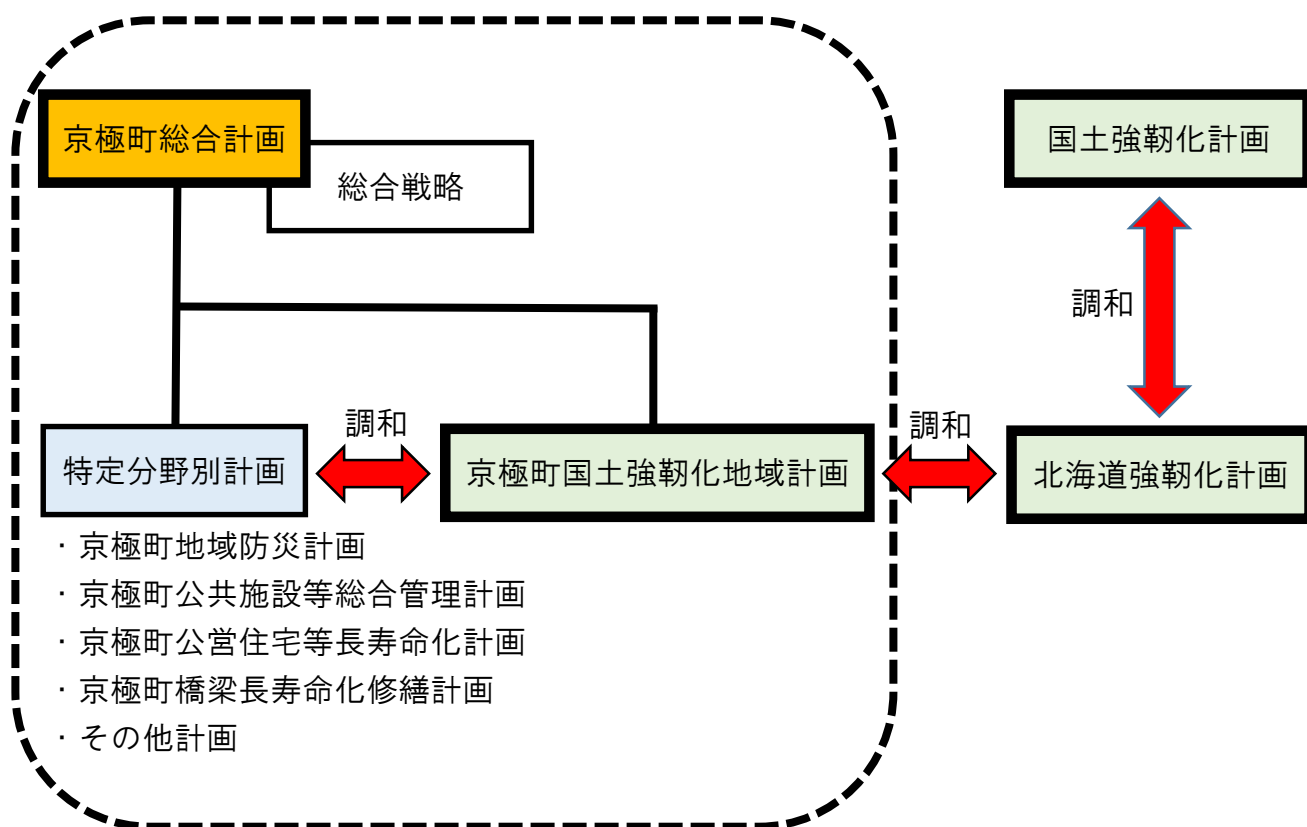 京極町総合計画
総合戦略
国土強靭化計画
調和
特定分野別計画
調和
京極町国土強靭化地域計画
調和
北海道強靭化計画
・京極町地域防災計画
・京極町公共施設等総合管理計画
・京極町公営住宅等長寿命化計画
・京極町橋梁長寿命化修繕計画
・その他計画